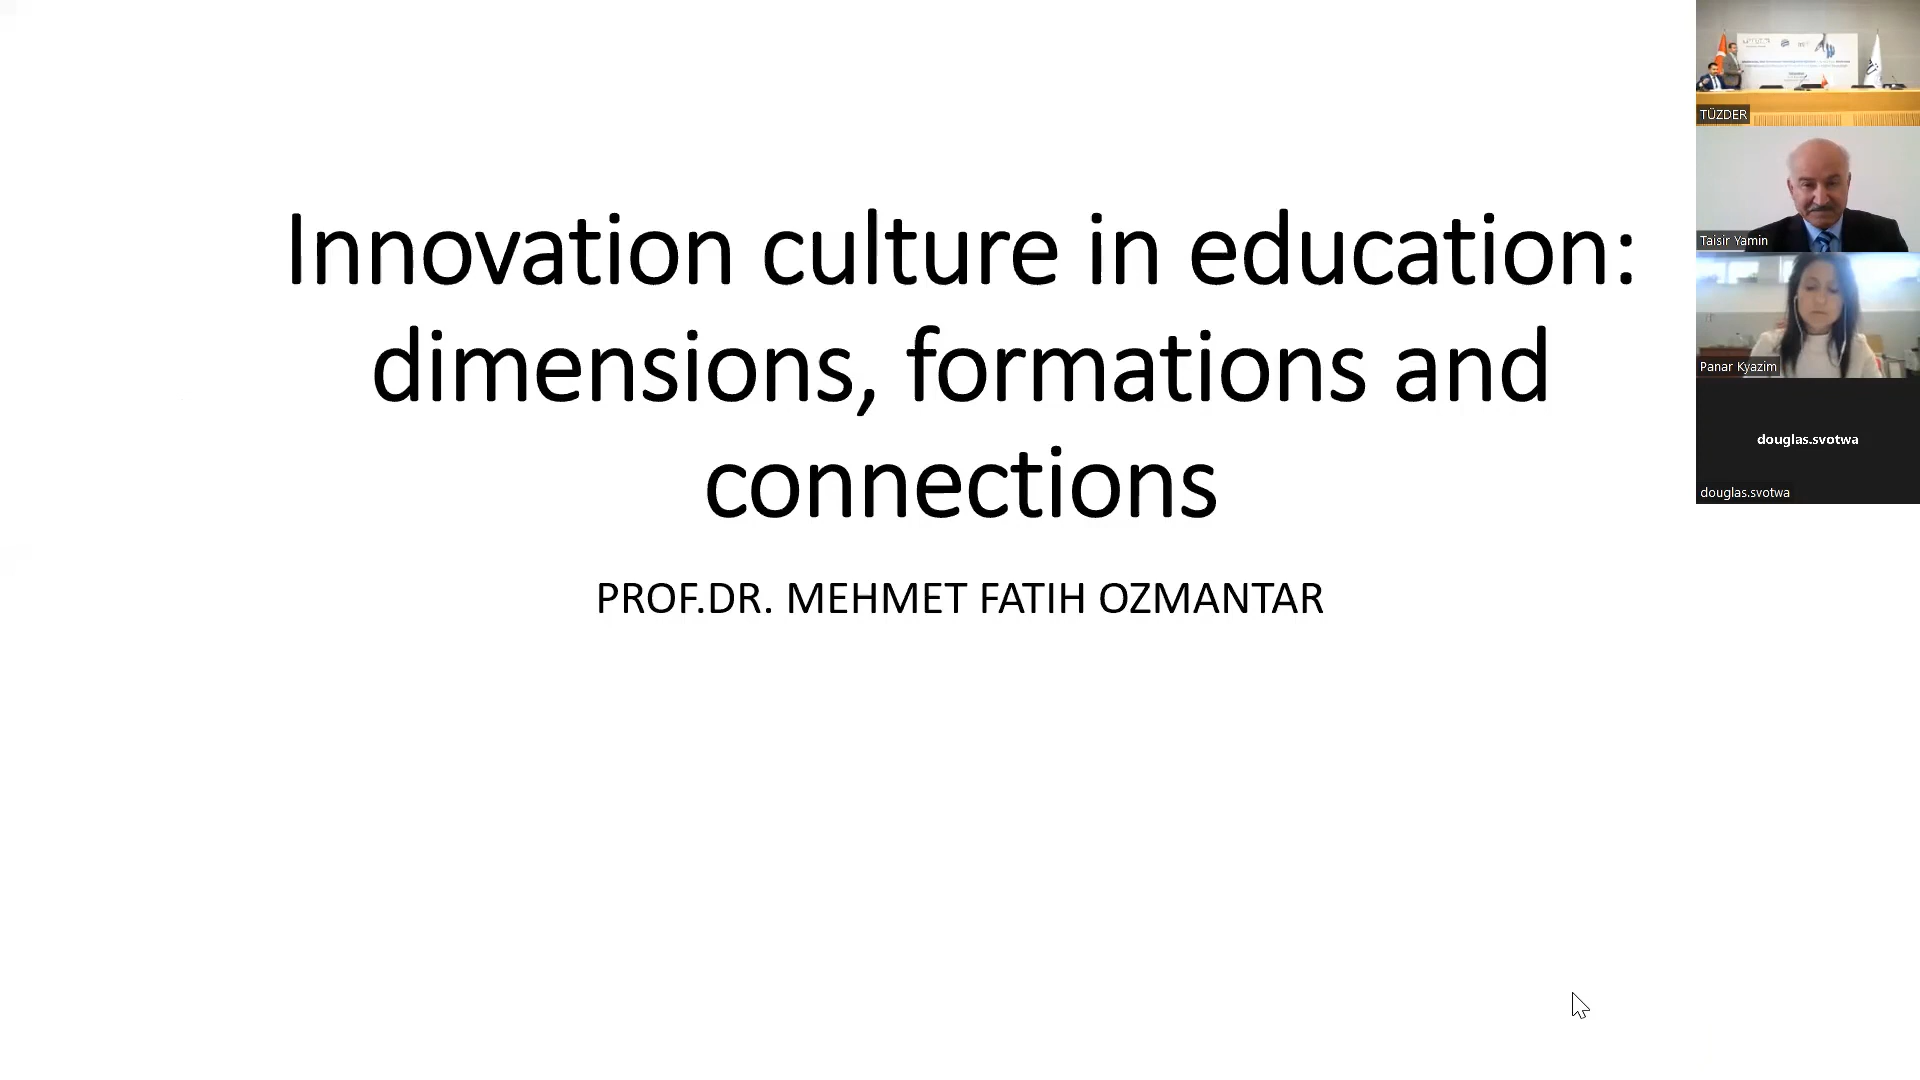 Innovation culture in education:
dimensions, formations and
connections
PROF.DR. MEHMET FATIH OZMANTAR
TÜZDER
Taisir Yamin
Panar Kyazim
douglas.svotwa
douglas.svotwa